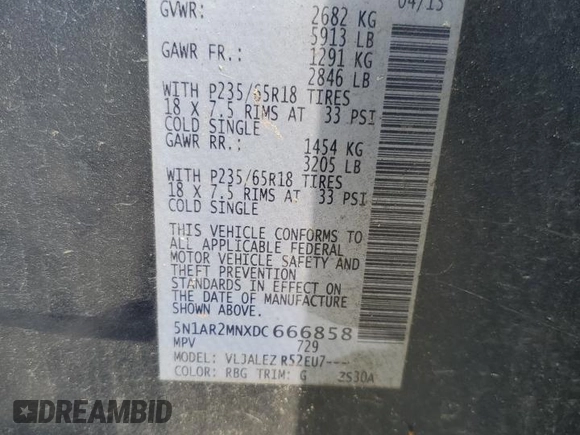 04/13
GVWR: 2682 KG
5913 LB
GAWR FR.: 1291 KG
2846 LB
WITH P235/65R18 TIRES
18 X 7.5 RIMS AT 33 PSI
COLD SINGLE
GAWR RR.: 1454 KG
3205 LB
WITH P235/65R18 TIRES
18 X 7.5 RIMS AT 33 PSI
COLD SINGLE
THIS VEHICLE CONFORMS TO
ALL APPLICABLE FEDERAL
MOTOR VEHICLE SAFETY AND
THEFT PREVENTION
STANDARDS IN EFFECT ON
THE DATE OF MANUFACTURE
SHOWN ABOVE.
5N1AR2MNXDC666858
MPV 729
MODEL: VLJALEZ R52EU7---
COLOR: RBG TRIM: G 2530A
DREAMBID